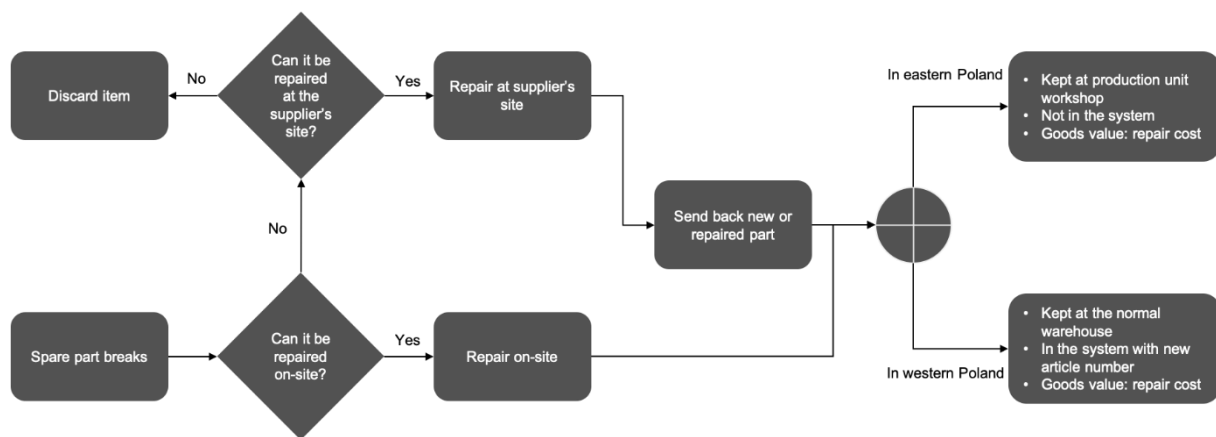 Discard item
No
Can it be
repaired
at the
supplier's
site?
Yes
Repair at supplier's
site
In eastern Poland
• Kept at production unit
workshop
• Not in the system
• Goods value: repair cost
No
Send back new or
repaired part
Spare part breaks
Can it be
repaired
on-site?
Yes
Repair on-site
In western Poland
• Kept at the normal
warehouse
• In the system with new
article number
• Goods value: repair cost